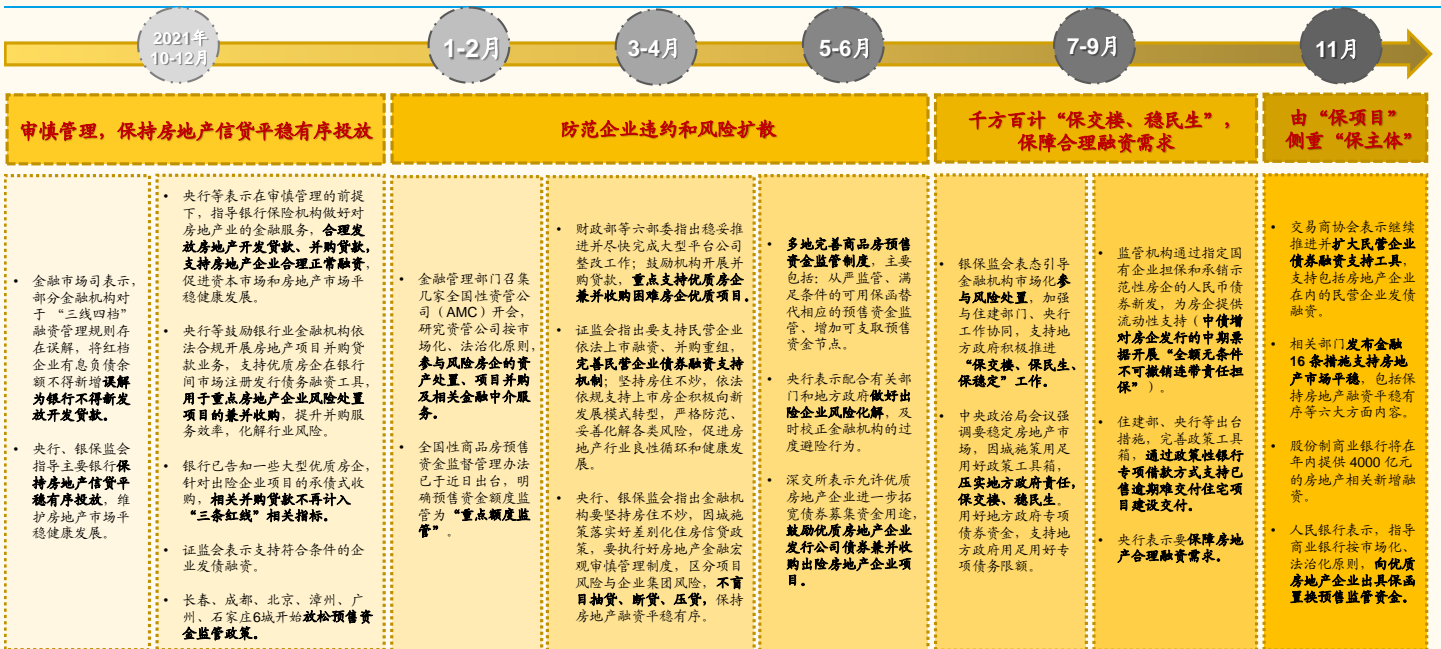 2021年
10-12月
1-2月
3-4月
5-6月
7-9月
11月
审慎管理，保持房地产信贷平稳有序投放
防范企业违约和风险扩散
千方百计“保交楼、稳民生”，
保障合理融资需求
由“保项目”
侧重“保主体”
• 金融市场司表示，
部分金融机构对
于 “三线四档”
融资管理规则存
在误解，将红档
企业有息负债余
额不得新增误解
为银行不得新发
放开发贷款。
• 央行、银保监会
指导主要银行保
持房地产信贷平
稳有序投放，维
护房地产市场平
稳健康发展。
• 央行等表示在审慎管理的前提
下，指导银行保险机构做好对
房地产业的金融服务，合理发
放房地产开发贷款、并购贷款，
支持房地产企业合理正常融资，
促进资本市场和房地产市场平
稳健康发展。
• 央行等鼓励银行业金融机构依
法合规开展房地产项目并购贷
款业务，支持优质房企在银行
间市场注册发行债务融资工具，
用于重点房地产企业风险处置
项目的兼并收购，提升并购服
务效率，化解行业风险。
• 银行已告知一些大型优质房企，
针对出险企业项目的承债式收
购，相关并购贷款不再计入
“三条红线”相关指标。
• 证监会表示支持符合条件的企
业发债融资。
• 长春、成都、北京、漳州、广
州、石家庄6城开始放松预售资
金监管政策。
• 金融管理部门召集
几家全国性资管公
司（AMC）开会，
研究资管公司按市
场化、法治化原则，
参与风险房企的资
产处置、项目并购
及相关金融中介服
务。
• 全国性商品房预售
资金监督管理办法
已于近日出台，明
确预售资金额度监
管为“重点额度监
管”。
• 财政部等六部委指出稳妥推
进并尽快完成大型平台公司
整改工作；鼓励机构开展并
购贷款，重点支持优质房企
兼并收购困难房企优质项目。
• 证监会指出要支持民营企业
依法上市融资、并购重组，
完善民营企业债券融资支持
机制；坚持房住不炒，依法
依规支持上市房企积极向新
发展模式转型，严格防范、
妥善化解各类风险，促进房
地产行业良性循环和健康发
展。
• 央行、银保监会指出金融机
构要坚持房住不炒，因城施
策落实好差别化住房信贷政
策，要执行好房地产金融宏
观审慎管理制度，区分项目
风险与企业集团风险，不盲
目抽贷、断贷、压贷，保持
房地产融资平稳有序。
• 多地完善商品房预售
资金监管制度，主要
包括：从严监管、满
足条件的可用保函替
代相应的预售资金监
管、增加可支取预售
资金节点。
• 央行表示配合有关部
门和地方政府做好出
险企业风险化解，及
时校正金融机构的过
度避险行为。
• 深交所表示允许优质
房地产企业进一步拓
宽债券募集资金用途，
鼓励优质房地产企业
发行公司债券兼并收
购出险房地产企业项
目。
• 银保监会表态引导
金融机构市场化参
与风险处置，加强
与住建部门、央行
工作协同，支持地
方政府积极推进
“保交楼、保民生、
保稳定”工作。
• 中央政治局会议强
调要稳定房地产市
场，因城施策用足
用好政策工具箱，
压实地方政府责任，
保交楼、稳民生。
用好地方政府专项
债券资金，支持地
方政府用足用好专
项债务限额。
• 监管机构通过指定国
有企业担保和承销示
范性房企的人民币债
券新发，为房企提供
流动性支持（中债增
对房企发行的中期票
据开展“全额无条件
不可撤销连带责任担
保”）。
• 住建部、央行等出台
措施，完善政策工具
箱，通过政策性银行
专项借款方式支持已
售逾期难交付住宅项
目建设交付。
• 央行表示要保障房地
产合理融资需求。
• 交易商协会表示继续
推进并扩大民营企业
债券融资支持工具，
支持包括房地产企业
在内的民营企业发债
融资。
• 相关部门发布金融
16 条措施支持房地
产市场平稳，包括保
持房地产融资平稳有
序等六大方面内容。
• 股份制商业银行将在
年内提供 4000 亿元
的房地产相关新增融
资。
• 人民银行表示，指导
商业银行按市场化、
法治化原则，向优质
房地产企业出具保函
置换预售监管资金。